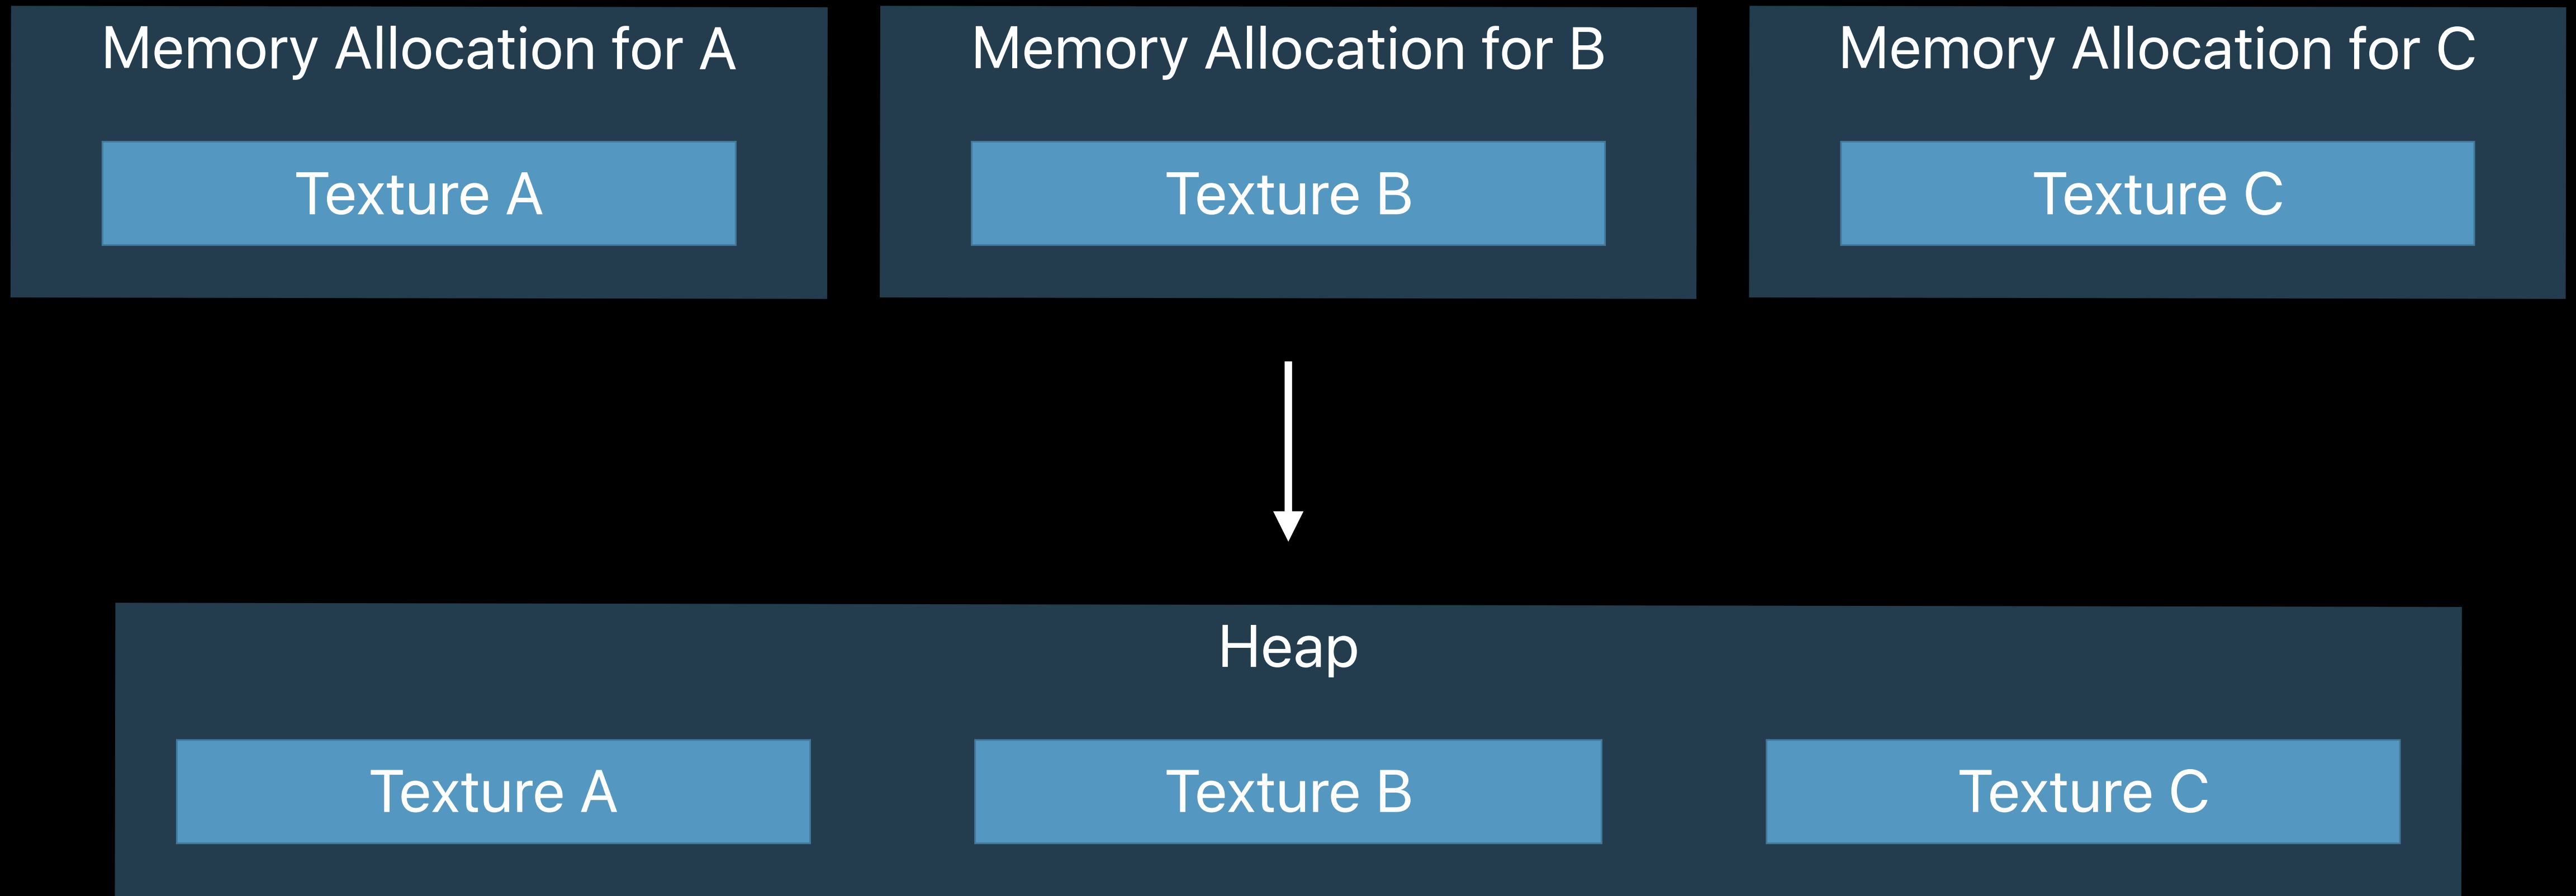 Memory Allocation for A
Memory Allocation for B
Memory Allocation for C
Texture A
Texture B
Texture C
Heap
Texture A
Texture B
Texture C